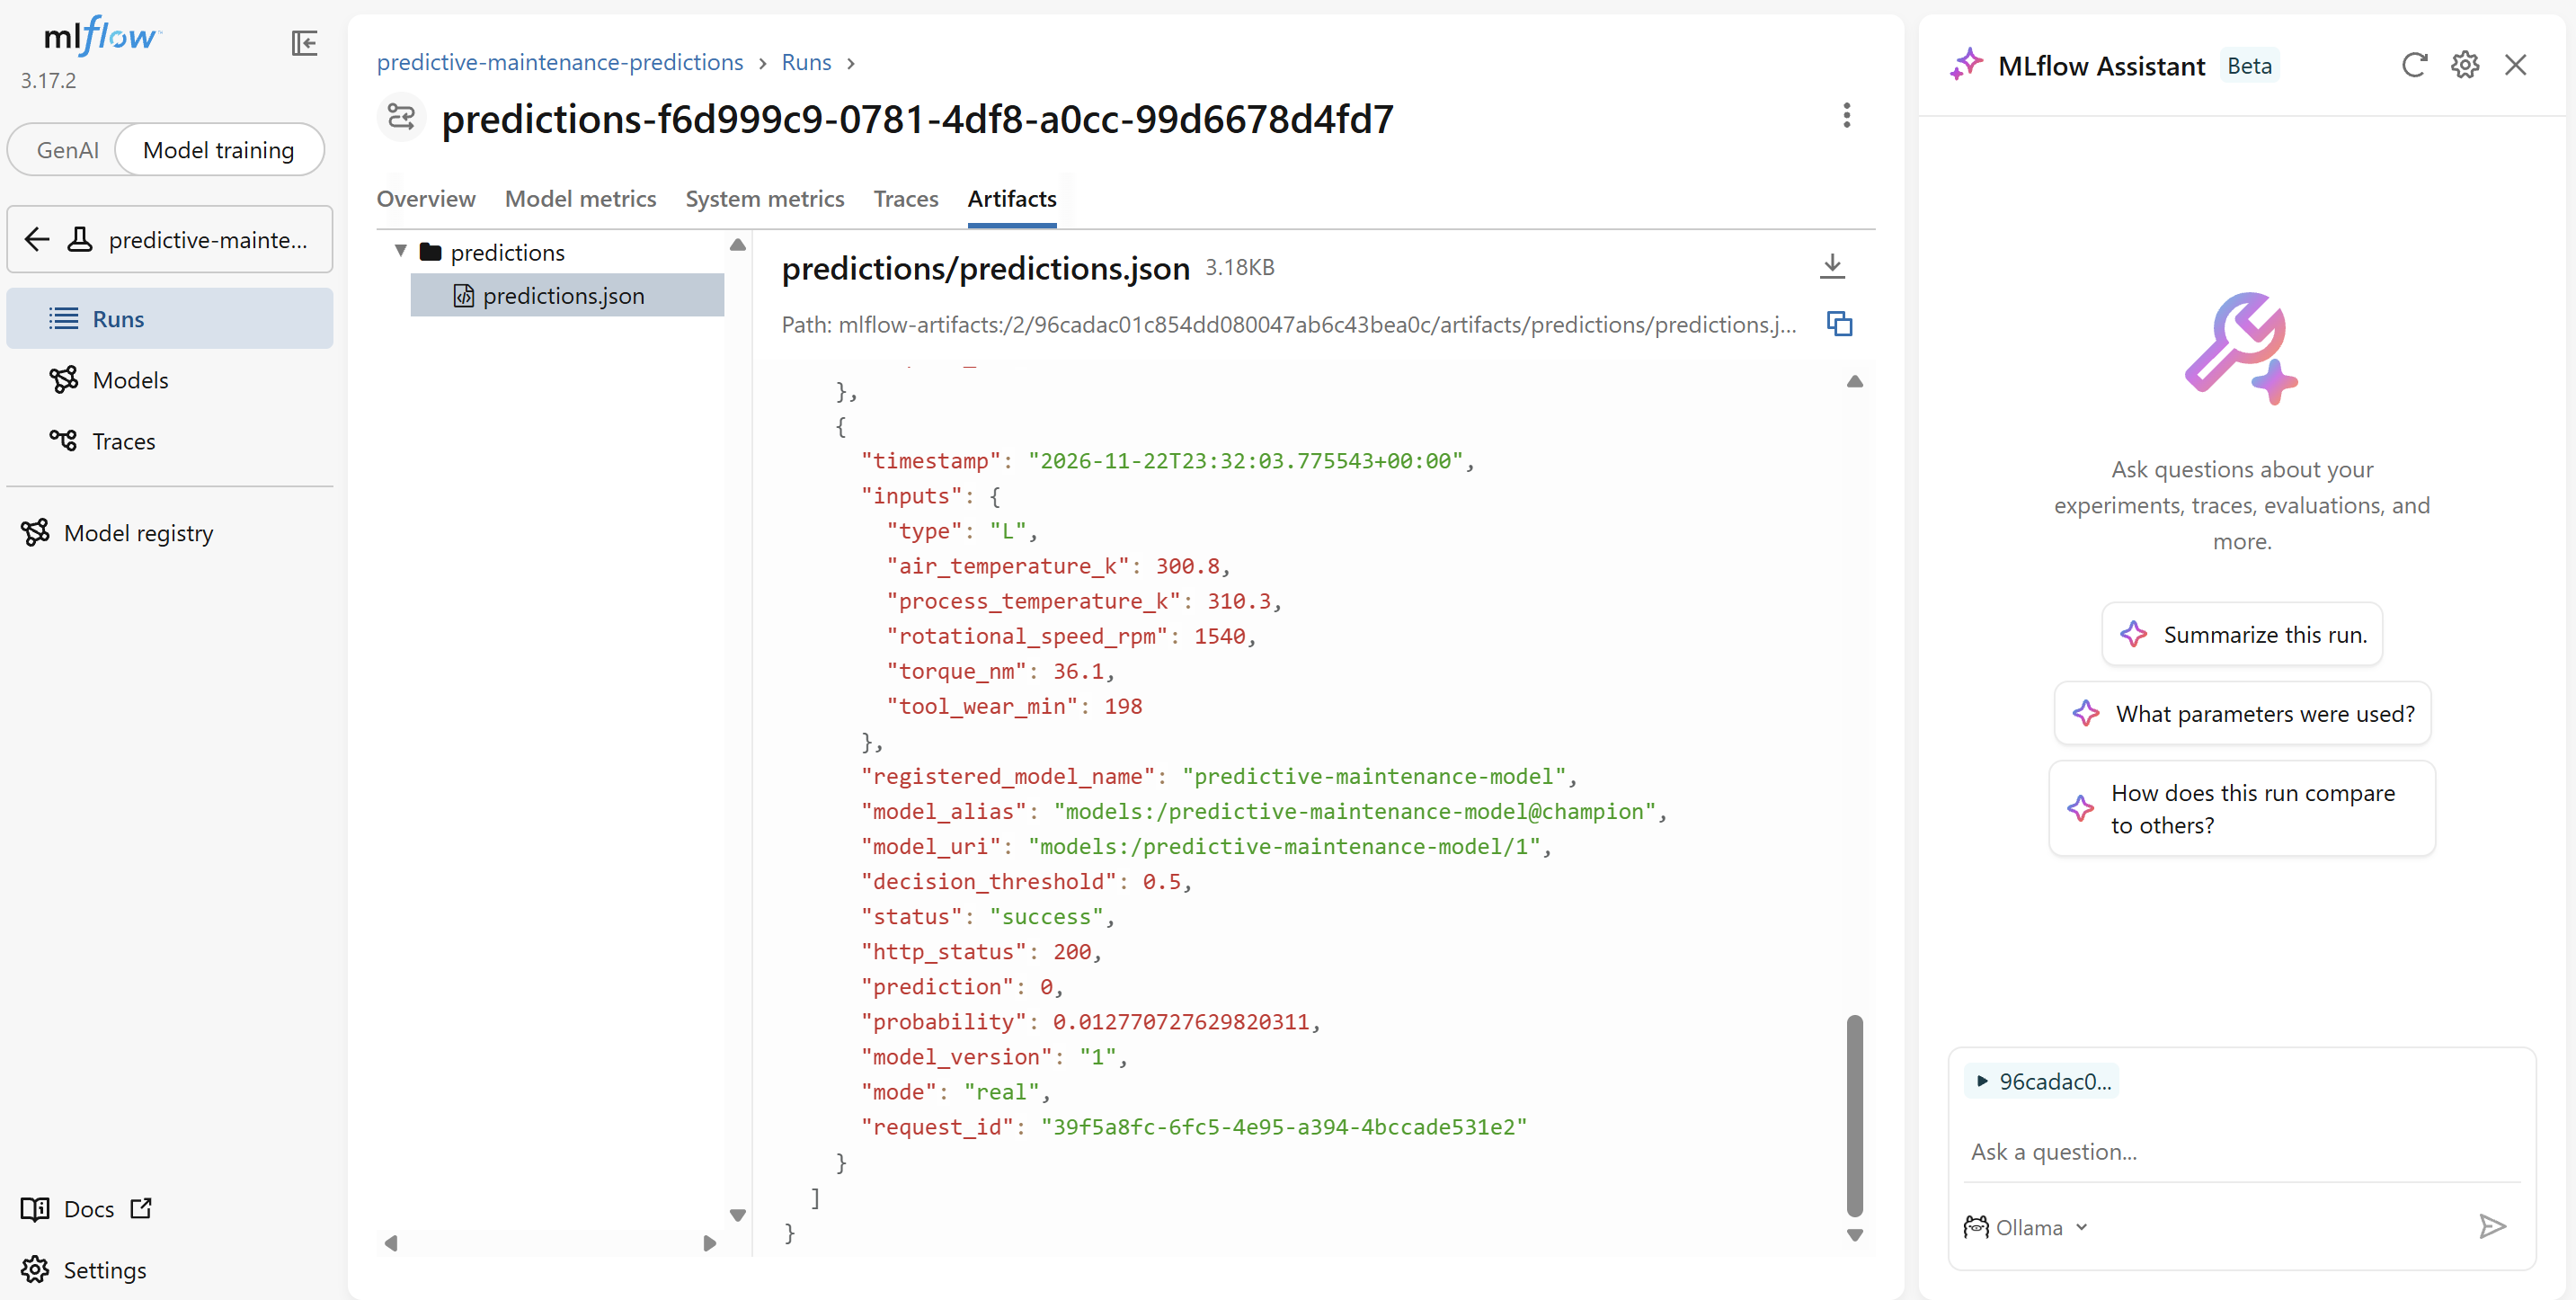 mlflow
3.17.2
GenAI
Model training
predictive-mainte...
Runs
Models
Traces
Model registry
Docs
Settings
predictive-maintenance-predictions > Runs >
predictions-f6d999c9-0781-4df8-a0cc-99d6678d4fd7
Overview
Model metrics
System metrics
Traces
Artifacts
predictions
predictions.json
predictions/predictions.json 3.18KB
Path: mlflow-artifacts:/2/96cadac01c854dd080047ab6c43bea0c/artifacts/predictions/predictions.j...
},
{
"timestamp": "2026-11-22T23:32:03.775543+00:00",
"inputs": {
"type": "L",
"air_temperature_k": 300.8,
"process_temperature_k": 310.3,
"rotational_speed_rpm": 1540,
"torque_nm": 36.1,
"tool_wear_min": 198
},
"registered_model_name": "predictive-maintenance-model",
"model_alias": "models:/predictive-maintenance-model@champion",
"model_uri": "models:/predictive-maintenance-model/1",
"decision_threshold": 0.5,
"status": "success",
"http_status": 200,
"prediction": 0,
"probability": 0.012770727629820311,
"model_version": "1",
"mode": "real",
"request_id": "39f5a8fc-6fc5-4e95-a394-4bccade531e2"
}
]
}
MLflow Assistant Beta
Ask questions about your
experiments, traces, evaluations, and
more.
Summarize this run.
What parameters were used?
How does this run compare
to others?
96cadac0...
Ask a question...
Ollama